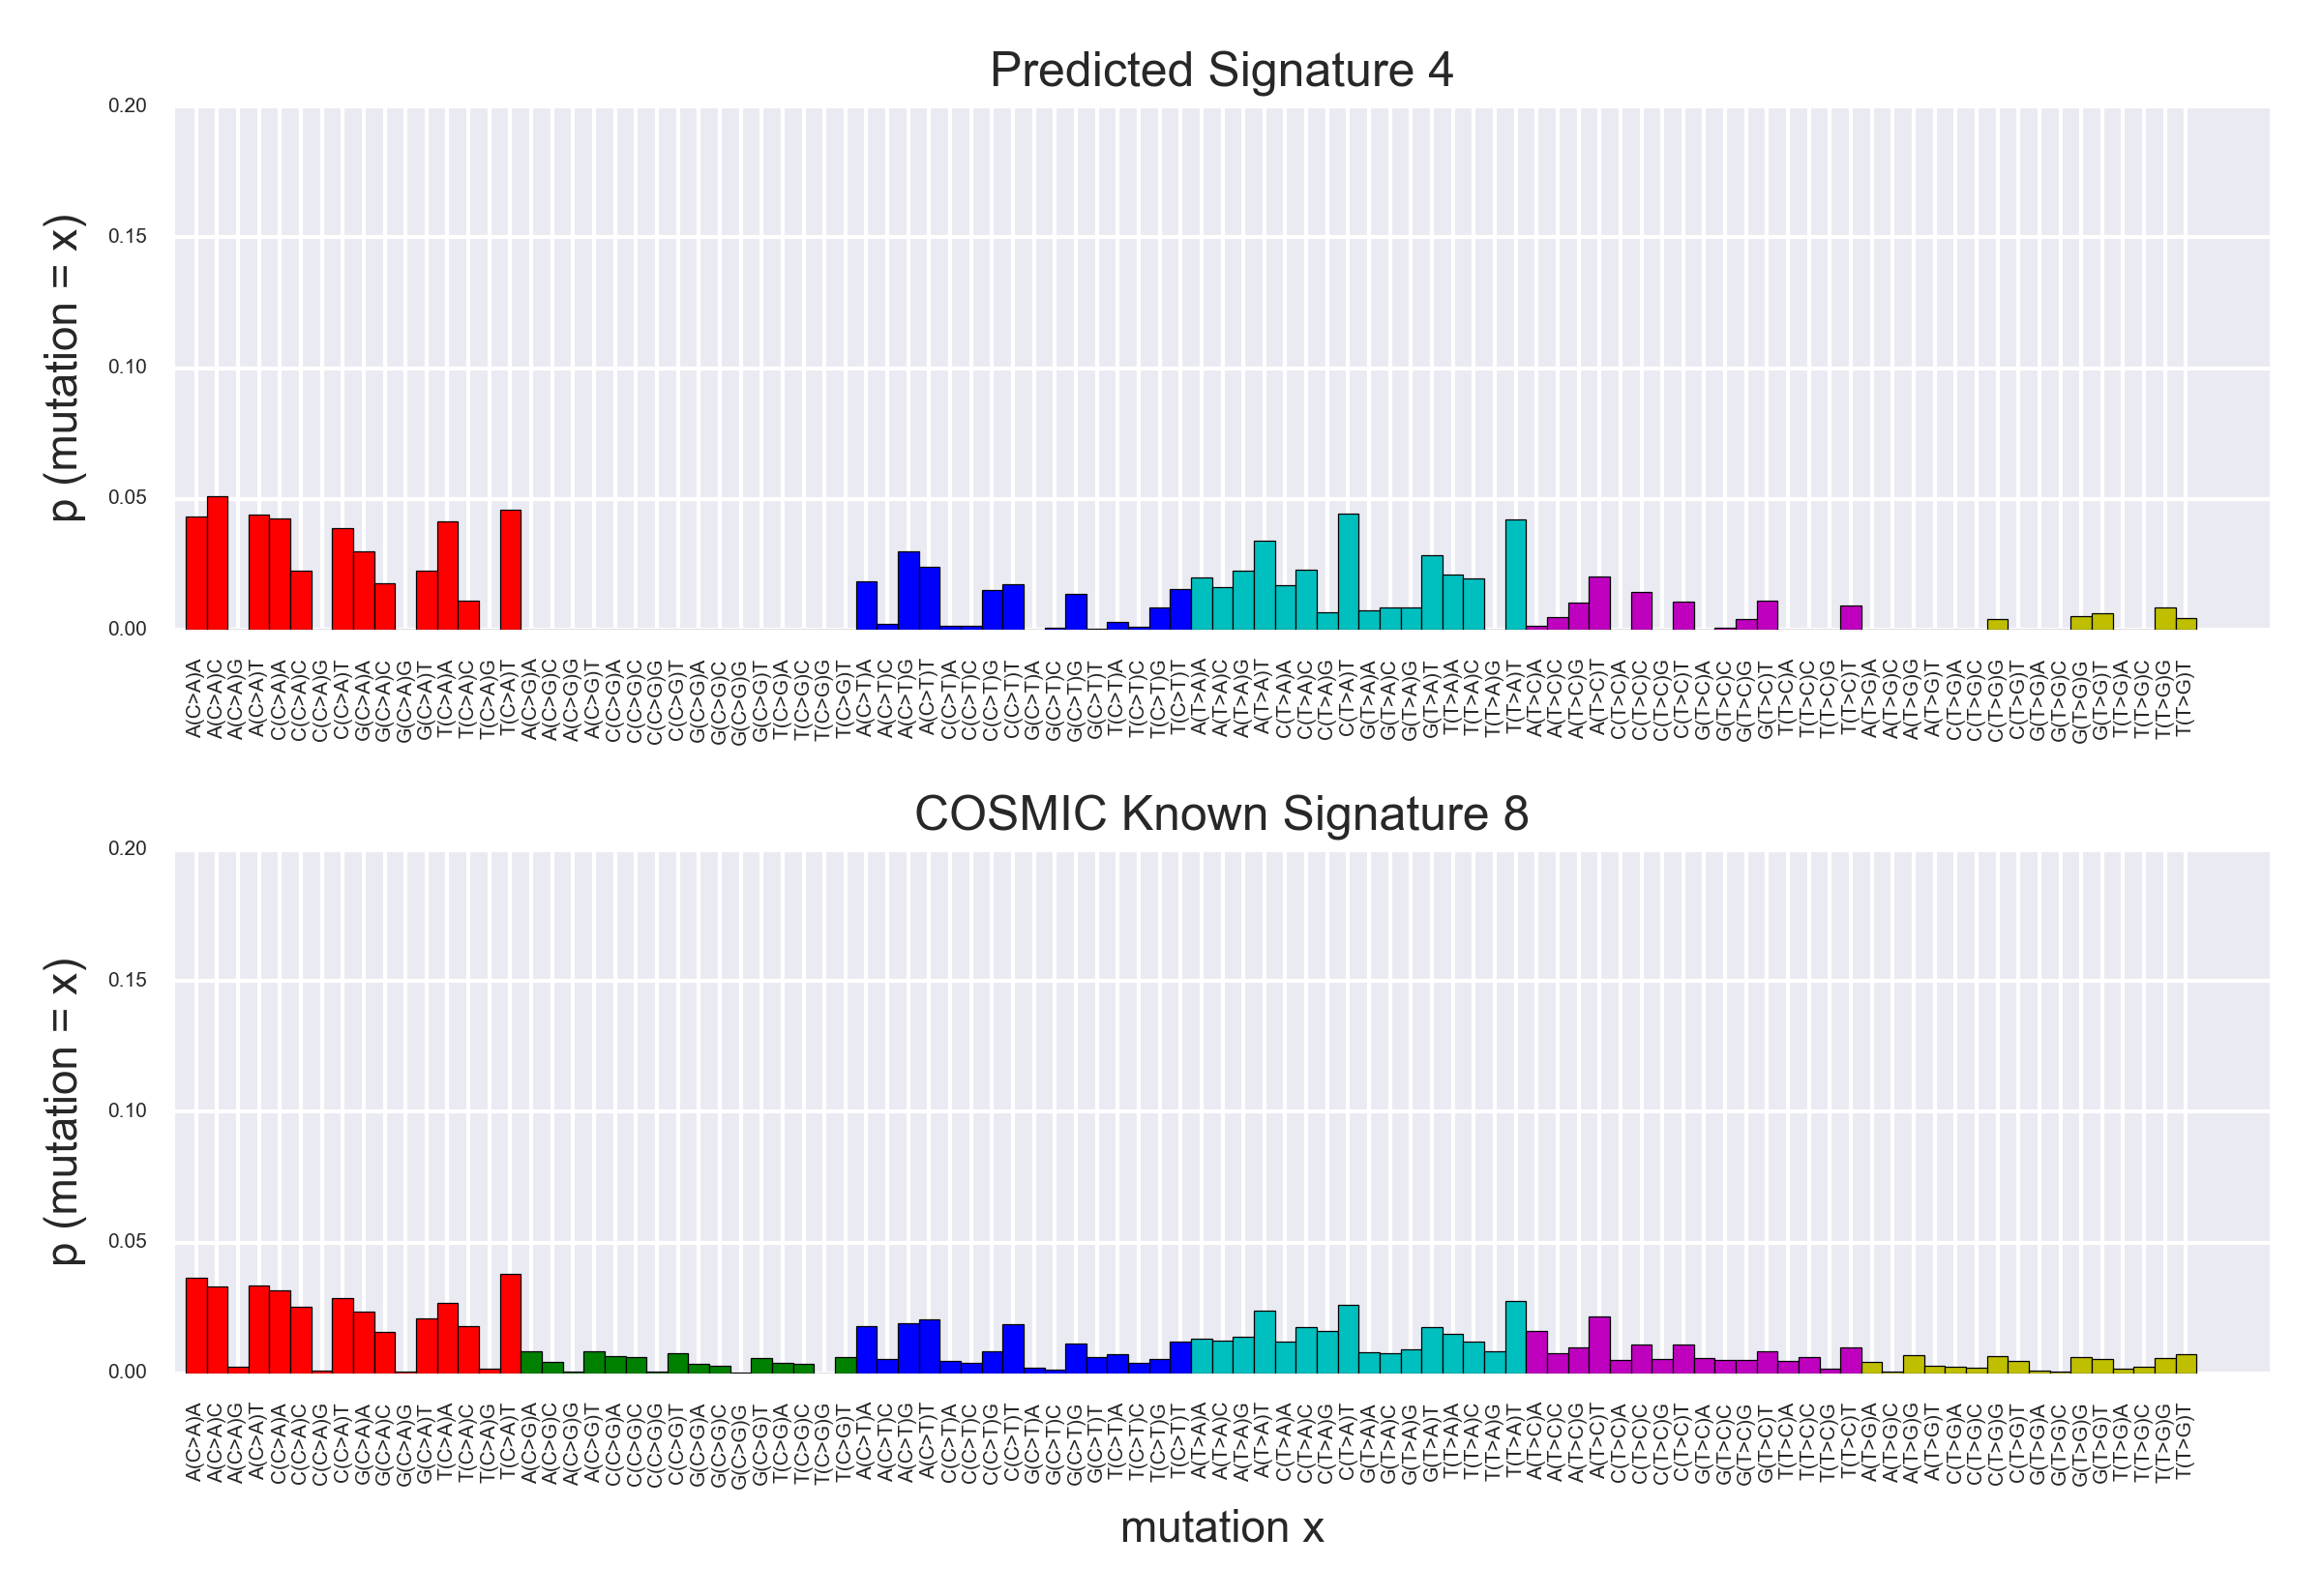 Predicted Signature 4
0.20
0.15
0.10
0.05
0.00
p (mutation = x)
A(C>A)A A(C>A)C A(C>A)G A(C>A)T C(C>A)A C(C>A)C C(C>A)G C(C>A)T G(C>A)A G(C>A)C G(C>A)G G(C>A)T T(C>A)A T(C>A)C T(C>A)G T(C>A)T A(C>G)A A(C>G)C A(C>G)G A(C>G)T C(C>G)A C(C>G)C C(C>G)G C(C>G)T G(C>G)A G(C>G)C G(C>G)G G(C>G)T T(C>G)A T(C>G)C T(C>G)G T(C>G)T A(C>T)A A(C>T)C A(C>T)G A(C>T)T C(C>T)A C(C>T)C C(C>T)G C(C>T)T G(C>T)A G(C>T)C G(C>T)G G(C>T)T T(C>T)A T(C>T)C T(C>T)G T(C>T)T A(T>A)A A(T>A)C A(T>A)G A(T>A)T C(T>A)A C(T>A)C C(T>A)G C(T>A)T G(T>A)A G(T>A)C G(T>A)G G(T>A)T T(T>A)A T(T>A)C T(T>A)G T(T>A)T A(T>C)A A(T>C)C A(T>C)G A(T>C)T C(T>C)A C(T>C)C C(T>C)G C(T>C)T G(T>C)A G(T>C)C G(T>C)G G(T>C)T T(T>C)A T(T>C)C T(T>C)G T(T>C)T A(T>G)A A(T>G)C A(T>G)G A(T>G)T C(T>G)A C(T>G)C C(T>G)G C(T>G)T G(T>G)A G(T>G)C G(T>G)G G(T>G)T T(T>G)A T(T>G)C T(T>G)G T(T>G)T
COSMIC Known Signature 8
0.20
0.15
0.10
0.05
0.00
p (mutation = x)
A(C>A)A A(C>A)C A(C>A)G A(C>A)T C(C>A)A C(C>A)C C(C>A)G C(C>A)T G(C>A)A G(C>A)C G(C>A)G G(C>A)T T(C>A)A T(C>A)C T(C>A)G T(C>A)T A(C>G)A A(C>G)C A(C>G)G A(C>G)T C(C>G)A C(C>G)C C(C>G)G C(C>G)T G(C>G)A G(C>G)C G(C>G)G G(C>G)T T(C>G)A T(C>G)C T(C>G)G T(C>G)T A(C>T)A A(C>T)C A(C>T)G A(C>T)T C(C>T)A C(C>T)C C(C>T)G C(C>T)T G(C>T)A G(C>T)C G(C>T)G G(C>T)T T(C>T)A T(C>T)C T(C>T)G T(C>T)T A(T>A)A A(T>A)C A(T>A)G A(T>A)T C(T>A)A C(T>A)C C(T>A)G C(T>A)T G(T>A)A G(T>A)C G(T>A)G G(T>A)T T(T>A)A T(T>A)C T(T>A)G T(T>A)T A(T>C)A A(T>C)C A(T>C)G A(T>C)T C(T>C)A C(T>C)C C(T>C)G C(T>C)T G(T>C)A G(T>C)C G(T>C)G G(T>C)T T(T>C)A T(T>C)C T(T>C)G T(T>C)T A(T>G)A A(T>G)C A(T>G)G A(T>G)T C(T>G)A C(T>G)C C(T>G)G C(T>G)T G(T>G)A G(T>G)C G(T>G)G G(T>G)T T(T>G)A T(T>G)C T(T>G)G T(T>G)T
mutation x